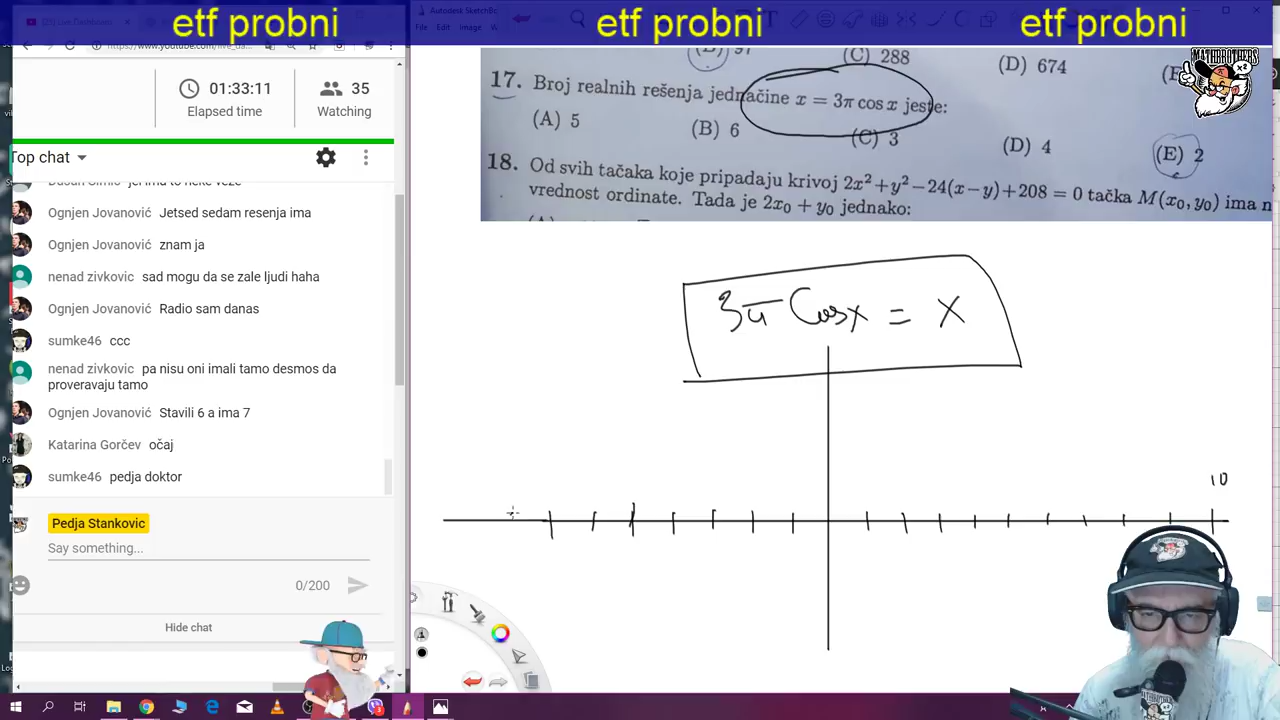 etf probni
etf probni
etf probni
01:33:11
Elapsed time
35
Watching
Top chat
Ognjen Jovanović Jetsed sedam resenja ima
Ognjen Jovanović znam ja
nenad zivkovic sad mogu da se zale ljudi haha
Ognjen Jovanović Radio sam danas
sumke46 ccc
nenad zivkovic pa nisu oni imali tamo desmos da
proveravaju tamo
Ognjen Jovanović Stavili 6 a ima 7
Katarina Gorčev očaj
sumke46 pedja doktor
Pedja Stankovic
Say something...
0/200
Hide chat
Autodesk SketchBo
MATHBROTHERS
(B) 97
(C) 288
(D) 674
17. Broj realnih rešenja jednačine x = 3π cos x jeste:
(A) 5
(B) 6
(C) 3
(D) 4
(E) 2
18. Od svih tačaka koje pripadaju krivoj 2x² + y² − 24(x − y) + 208 = 0 tačka M(x₀, y₀) ima n
vrednost ordinate. Tada je 2x₀ + y₀ jednako:
3π Cosx = X
10